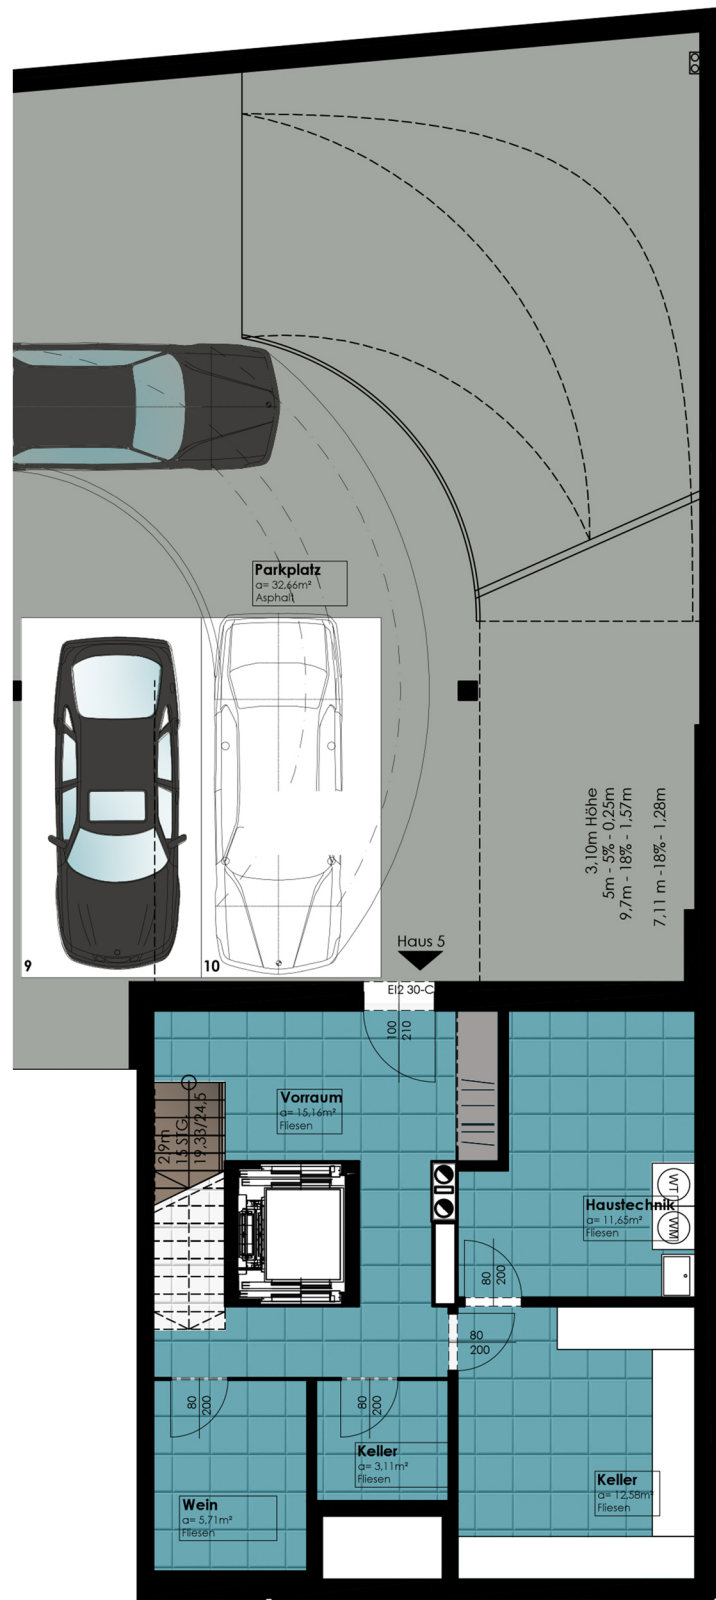 Parkplatz
a= 32,66m²
Asphalt
3,10m Höhe
5m - 5% - 0,25m
9,7m - 18% - 1,57m
7,11 m -18%- 1,28m
9
10
Haus 5
EI2 30-C
100
210
Vorraum
a= 15,16m²
Fliesen
2,9m
15 STG.
19,33/24,5
Haustechnik
a= 11,65m²
Fliesen
WT
WM
80
200
80
200
80
200
80
200
Keller
a= 3,11m²
Fliesen
Keller
a= 12,58m²
Fliesen
Wein
a= 5,71m²
Fliesen